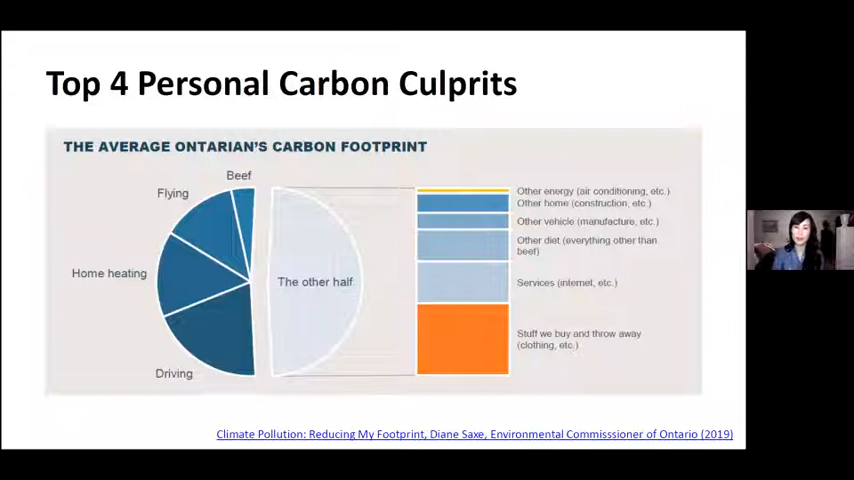 Top 4 Personal Carbon Culprits
THE AVERAGE ONTARIAN'S CARBON FOOTPRINT
Beef
Flying
Home heating
Driving
The other half
Other energy (air conditioning, etc.)
Other home (construction, etc.)
Other vehicle (manufacture, etc.)
Other diet (everything other than
beef)
Services (internet, etc.)
Stuff we buy and throw away
(clothing, etc.)
Climate Pollution: Reducing My Footprint, Diane Saxe, Environmental Commisssioner of Ontario (2019)